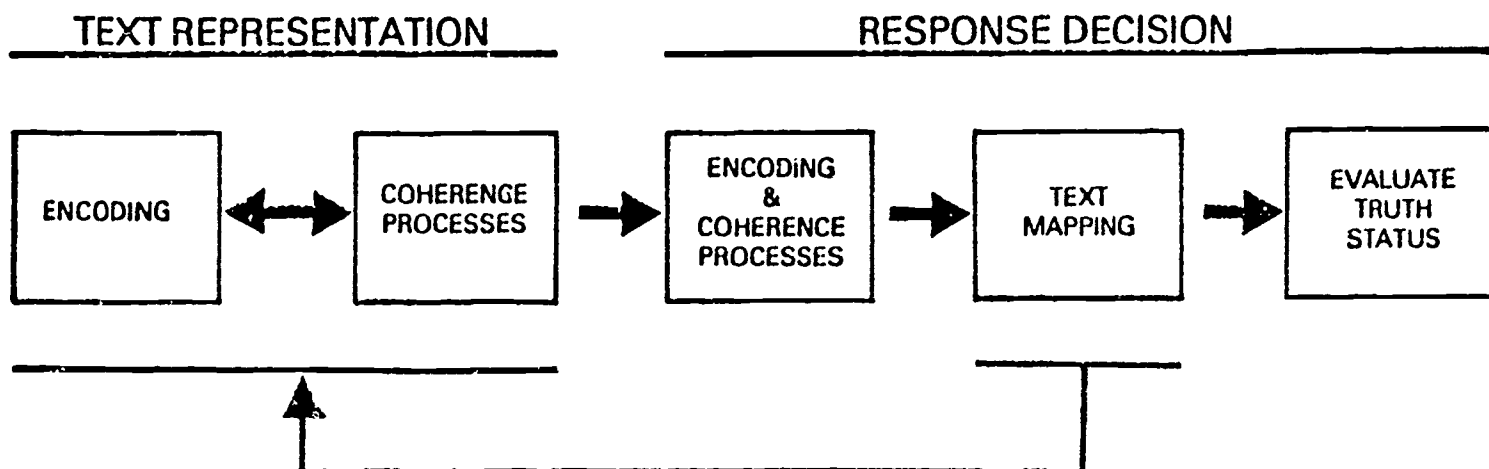 TEXT REPRESENTATION
RESPONSE DECISION
ENCODING
COHERENGE
PROCESSES
ENCODING
&
COHERENCE
PROCESSES
TEXT
MAPPING
EVALUATE
TRUTH
STATUS